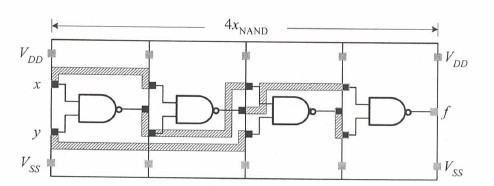 4x_NAND
V_DD V_DD
x
f
y
V_SS V_SS